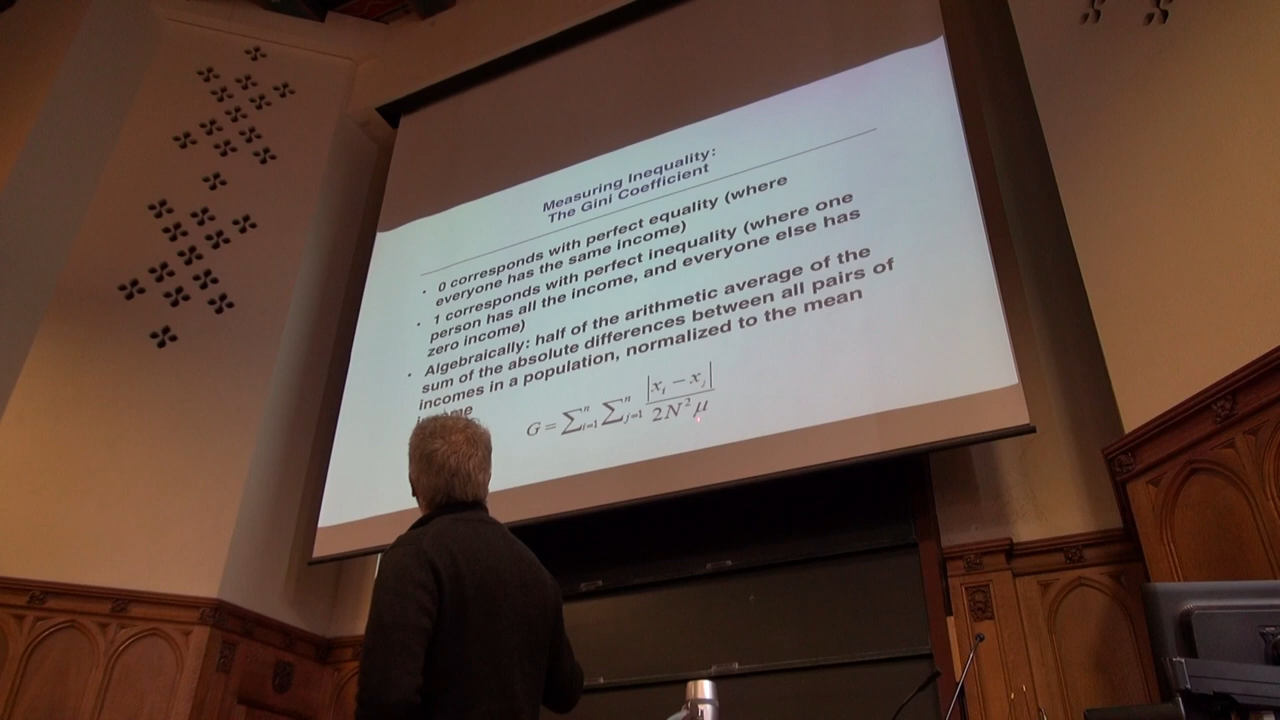 Measuring Inequality:
The Gini Coefficient
• 0 corresponds with perfect equality (where
everyone has the same income)
• 1 corresponds with perfect inequality (where one
person has all the income, and everyone else has
zero income)
• Algebraically: half of the arithmetic average of the
sum of the absolute differences between all pairs of
incomes in a population, normalized to the mean
income
G = ∑ⁿᵢ₌₁ ∑ⁿⱼ₌₁ |xᵢ − xⱼ| / 2N²μ